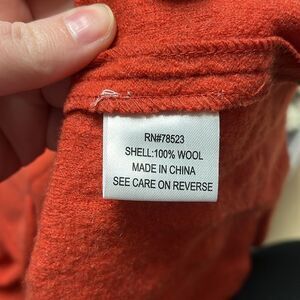 RN#78523
SHELL:100% WOOL
MADE IN CHINA
SEE CARE ON REVERSE